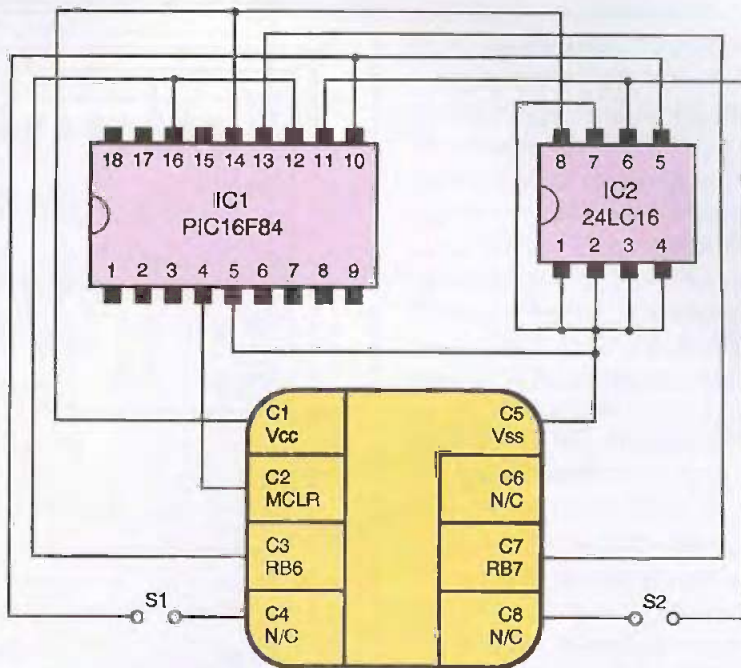 18 17 16 15 14 13 12 11 10
IC1
PIC16F84
1 2 3 4 5 6 7 8 9
8 7 6 5
IC2
24LC16
1 2 3 4
C1
Vcc
C5
Vss
C2
MCLR
C6
N/C
C3
RB6
C7
RB7
S1
C4
N/C
C8
N/C
S2